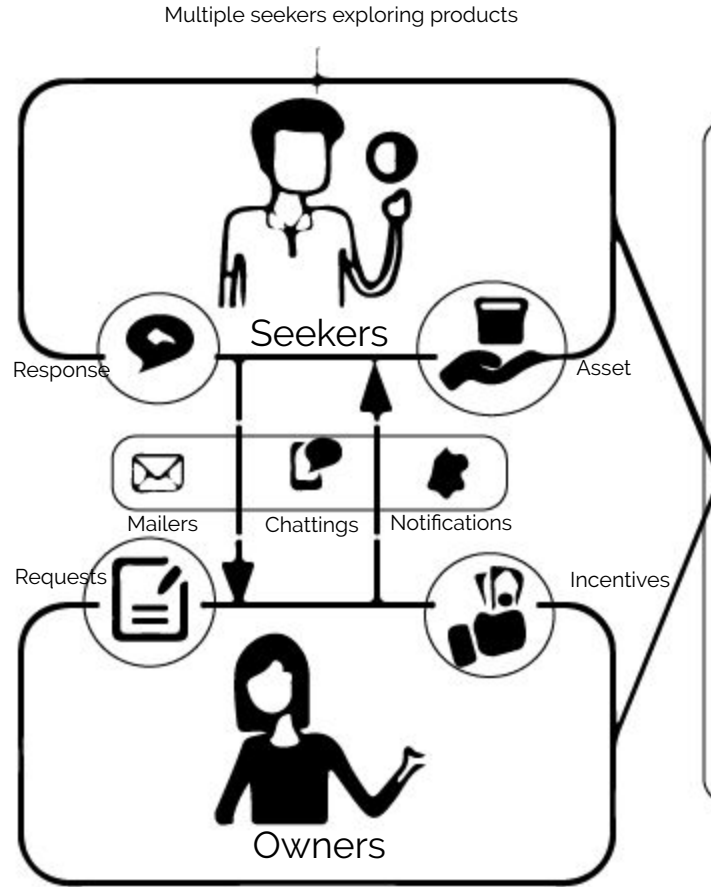 Multiple seekers exploring products
Seekers
Response
Asset
Mailers
Chattings
Notifications
Requests
Incentives
Owners